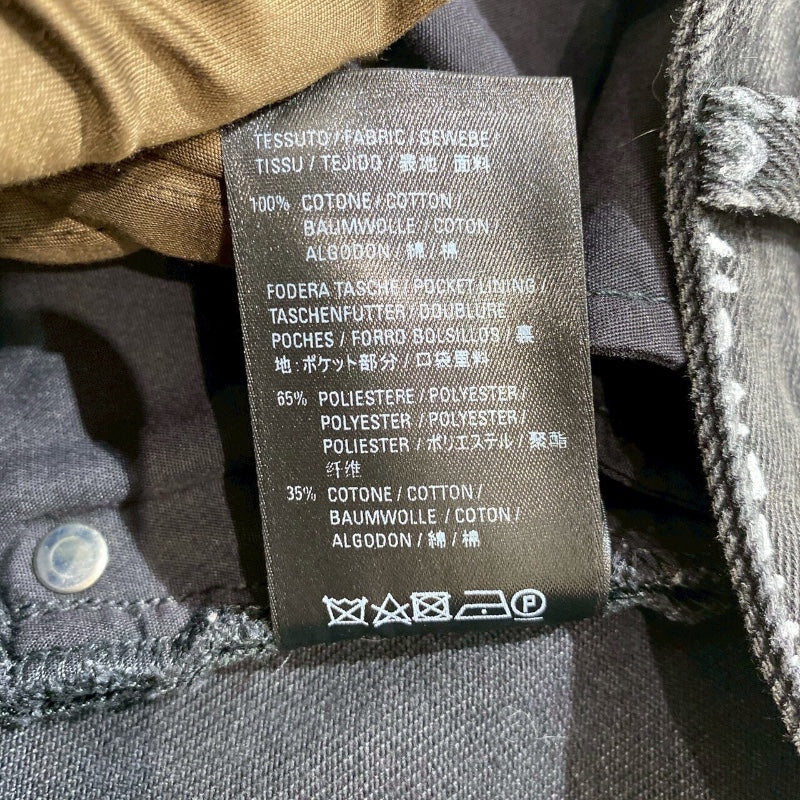 TESSUTO / FABRIC / GEWEBE /
TISSU / TEJIDO / 表地 / 面料
100% COTONE / COTTON /
BAUMWOLLE / COTON /
ALGODON / 綿 / 棉
FODERA TASCHE / POCKET LINING /
TASCHENFUTTER / DOUBLURE
POCHES / FORRO BOLSILLOS / 裏
地:ポケット部分 / 口袋里料
65% POLIESTERE / POLYESTER /
POLYESTER / POLYESTER /
POLIESTER / ポリエステル / 聚酯
纤维
35% COTONE / COTTON /
BAUMWOLLE / COTON /
ALGODON / 綿 / 棉
P